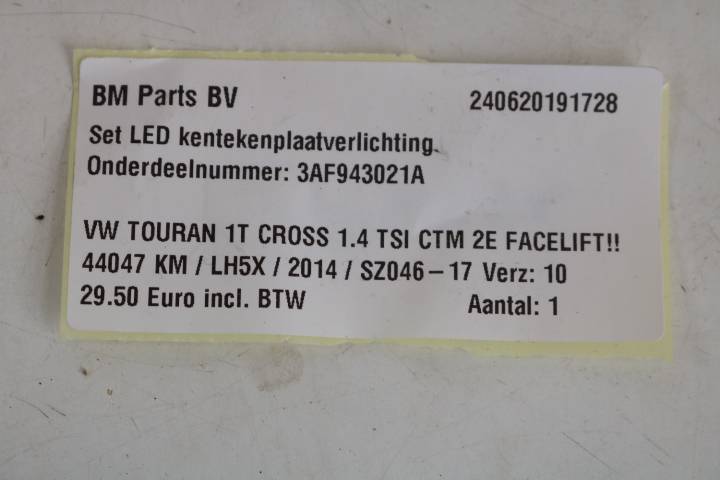 BM Parts BV 240620191728
Set LED kentekenplaatverlichting.
Onderdeelnummer: 3AF943021A
VW TOURAN 1T CROSS 1.4 TSI CTM 2E FACELIFT!!
44047 KM / LH5X / 2014 / SZ046-17 Verz: 10
29.50 Euro incl. BTW Aantal: 1